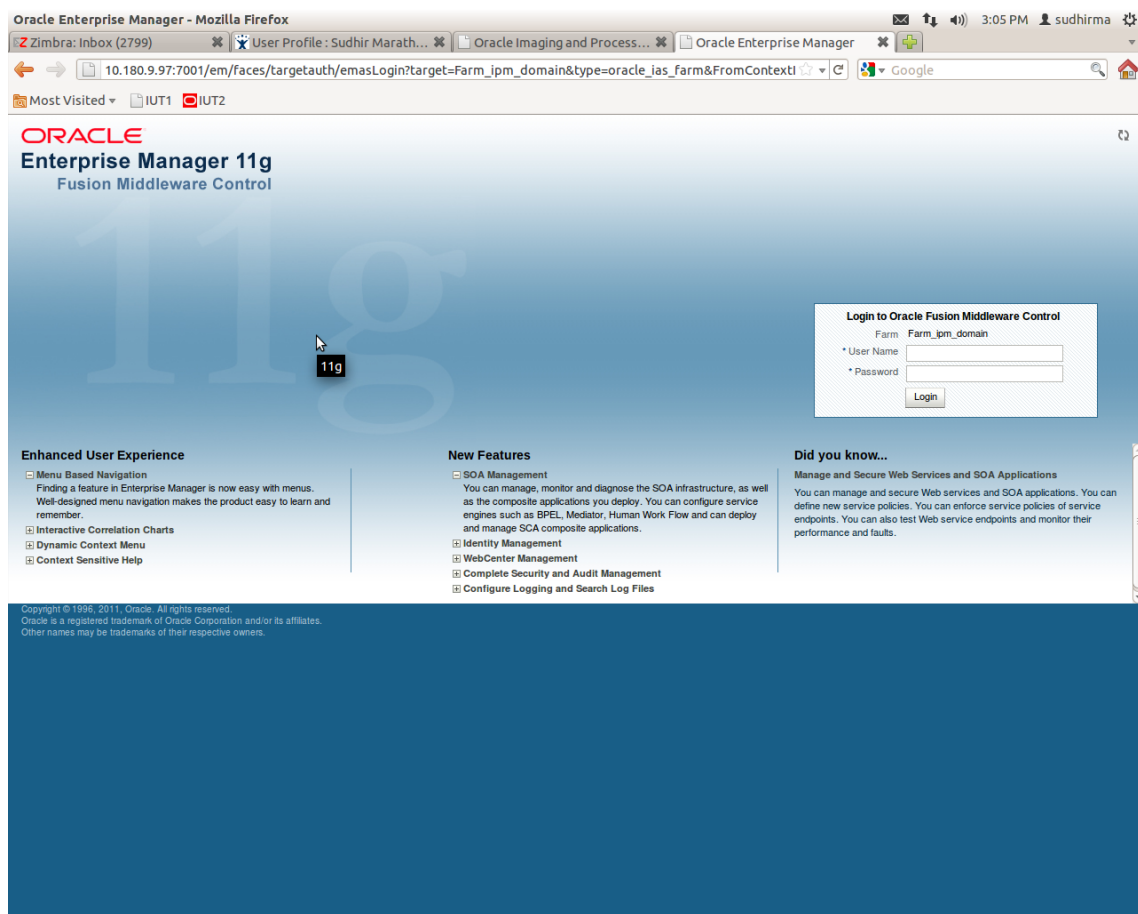 Oracle Enterprise Manager - Mozilla Firefox
3:05 PM sudhirma
Zimbra: Inbox (2799)
User Profile : Sudhir Marath...
Oracle Imaging and Process...
Oracle Enterprise Manager
10.180.9.97:7001/em/faces/targetauth/emasLogin?target=Farm_ipm_domain&type=oracle_ias_farm&FromContextI
Google
Most Visited
IUT1
IUT2
ORACLE
Enterprise Manager 11g
Fusion Middleware Control
11g
11g
Login to Oracle Fusion Middleware Control
Farm Farm_ipm_domain
* User Name
* Password
Login
Enhanced User Experience
Menu Based Navigation
Finding a feature in Enterprise Manager is now easy with menus.
Well-designed menu navigation makes the product easy to learn and
remember.
Interactive Correlation Charts
Dynamic Context Menu
Context Sensitive Help
New Features
SOA Management
You can manage, monitor and diagnose the SOA infrastructure, as well
as the composite applications you deploy. You can configure service
engines such as BPEL, Mediator, Human Work Flow and can deploy
and manage SCA composite applications.
Identity Management
WebCenter Management
Complete Security and Audit Management
Configure Logging and Search Log Files
Did you know...
Manage and Secure Web Services and SOA Applications
You can manage and secure Web services and SOA applications. You can
define new service policies. You can enforce service policies of service
endpoints. You can also test Web service endpoints and monitor their
performance and faults.
Copyright © 1996, 2011, Oracle. All rights reserved.
Oracle is a registered trademark of Oracle Corporation and/or its affiliates.
Other names may be trademarks of their respective owners.